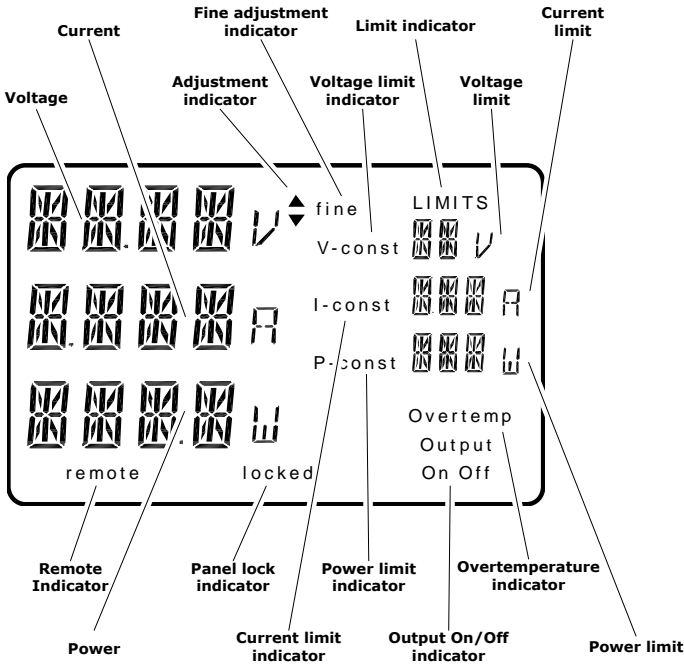 Current
Fine adjustment
indicator
Limit indicator
Current
limit
Voltage
Adjustment
indicator
Voltage limit
indicator
Voltage
limit
V
fine
LIMITS
V-const
V
A
I-const
A
P-const
W
W
Overtemp
Output
On Off
remote
locked
Remote
Indicator
Panel lock
indicator
Power limit
indicator
Overtemperature
indicator
Power
Current limit
indicator
Output On/Off
indicator
Power limit